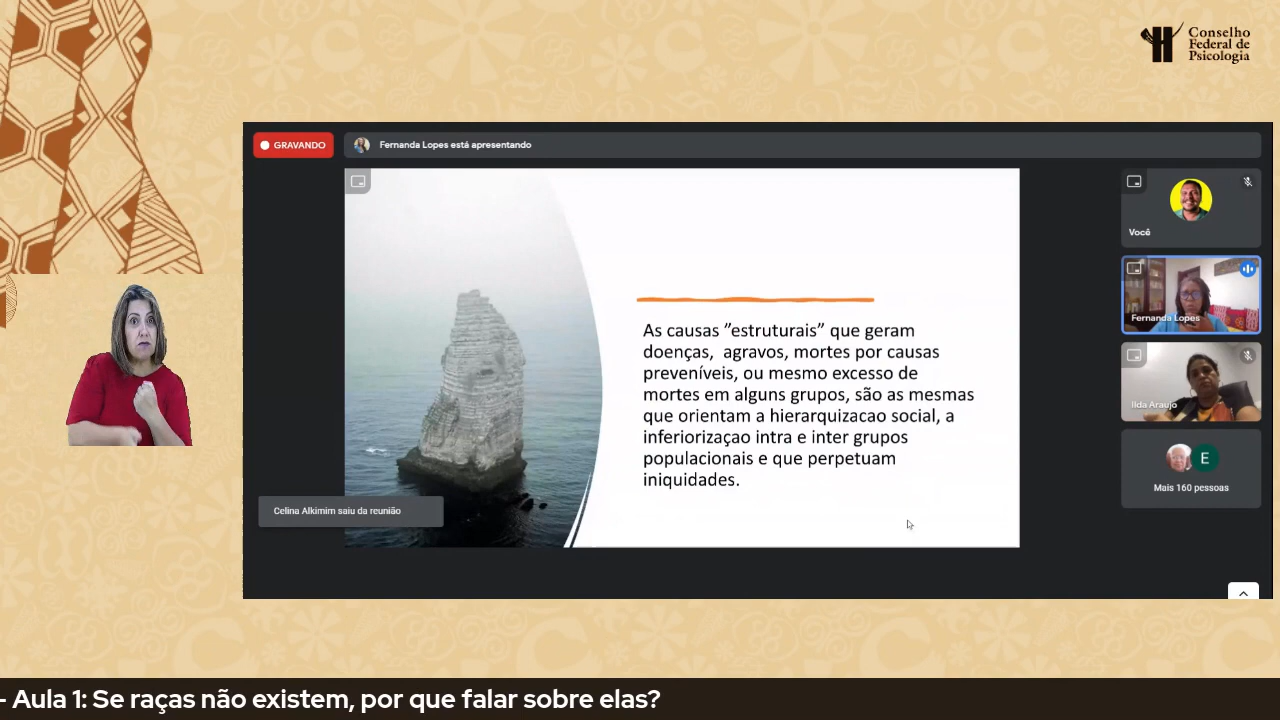 Conselho
Federal de
Psicologia
GRAVANDO
Fernanda Lopes está apresentando
Você
As causas ”estruturais” que geram
doenças, agravos, mortes por causas
preveníveis, ou mesmo excesso de
mortes em alguns grupos, são as mesmas
que orientam a hierarquizacao social, a
inferiorizaçao intra e inter grupos
populacionais e que perpetuam
iniquidades.
Fernanda Lopes
Ilda Araujo
E
Mais 160 pessoas
Celina Alkimim saiu da reunião
- Aula 1: Se raças não existem, por que falar sobre elas?